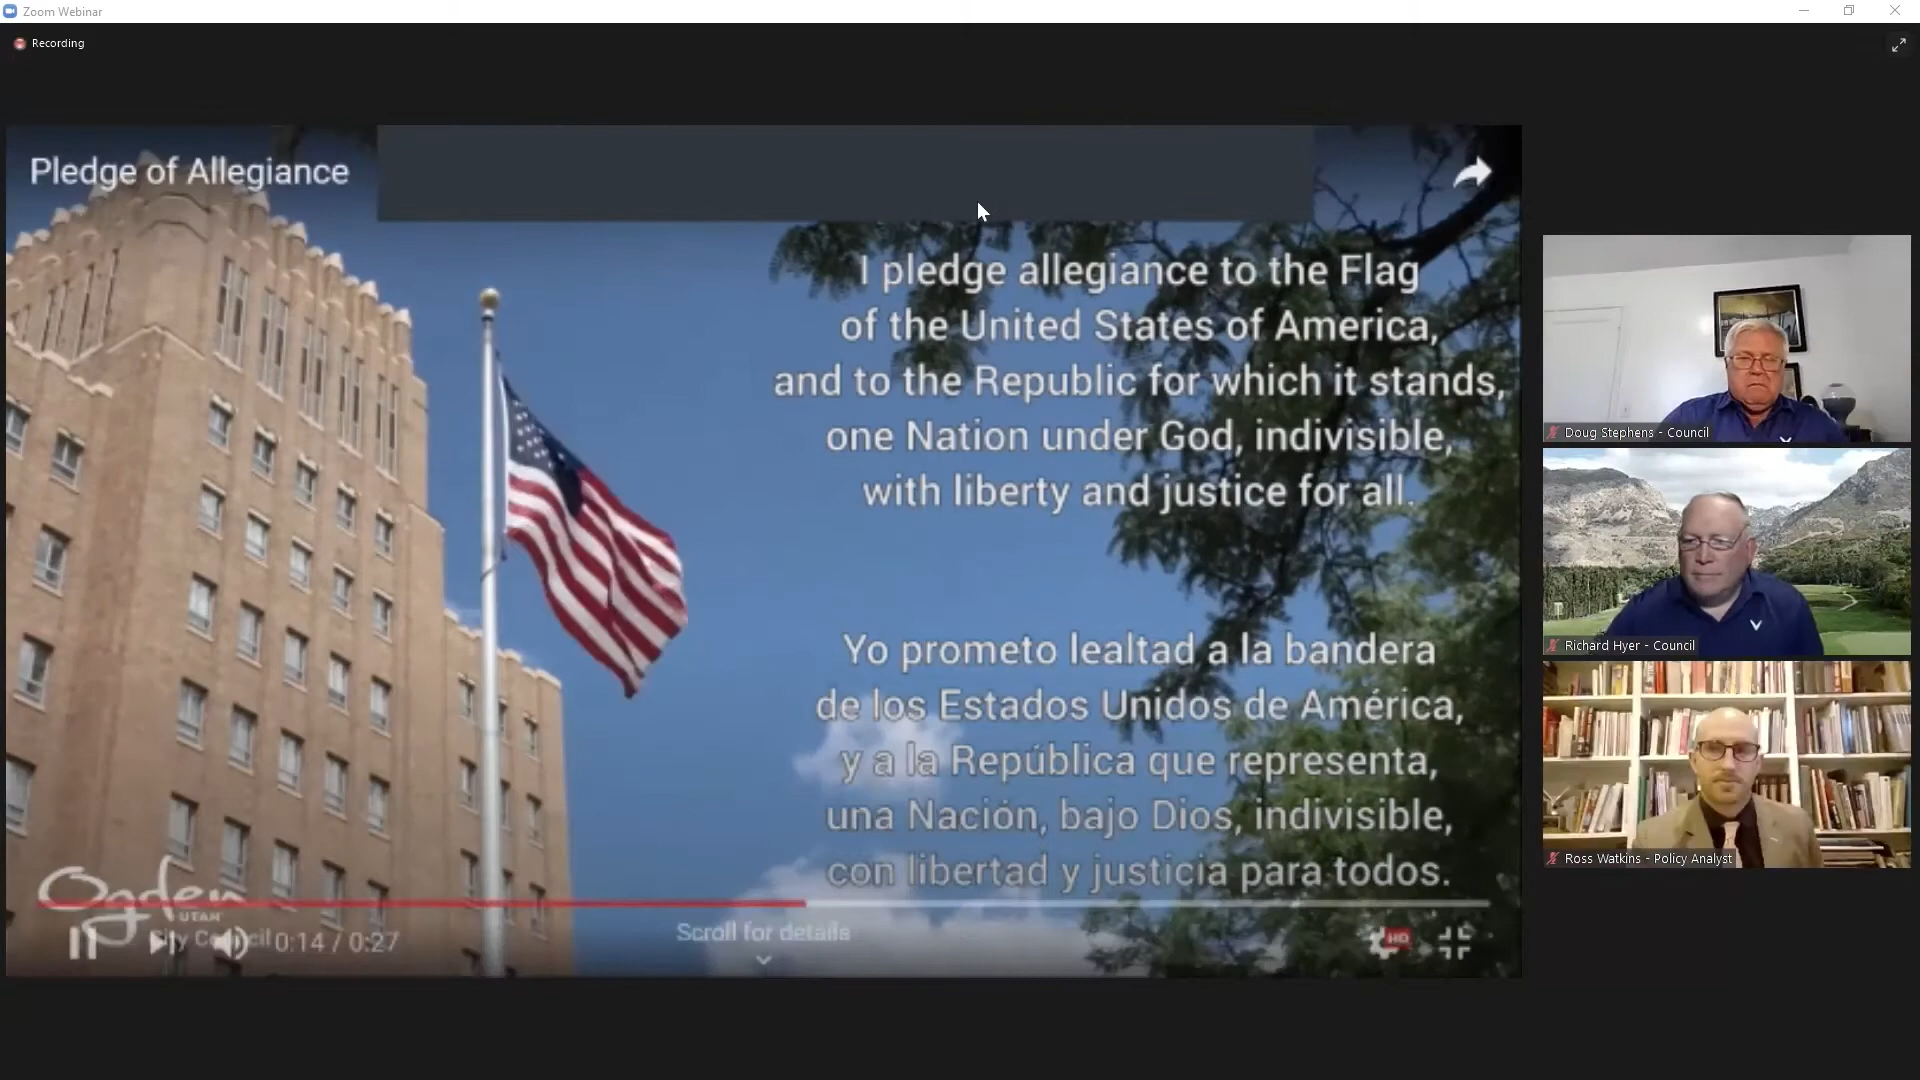 Zoom Webinar
Recording
Pledge of Allegiance
I pledge allegiance to the Flag
of the United States of America,
and to the Republic for which it stands,
one Nation under God, indivisible,
with liberty and justice for all.
Yo prometo lealtad a la bandera
de los Estados Unidos de América,
y a la República que representa,
una Nación, bajo Dios, indivisible,
con libertad y justicia para todos.
Ogden
UTAH
City Council
0:14 / 0:27
Scroll for details
HD
Doug Stephens - Council
Richard Hyer - Council
Ross Watkins - Policy Analyst